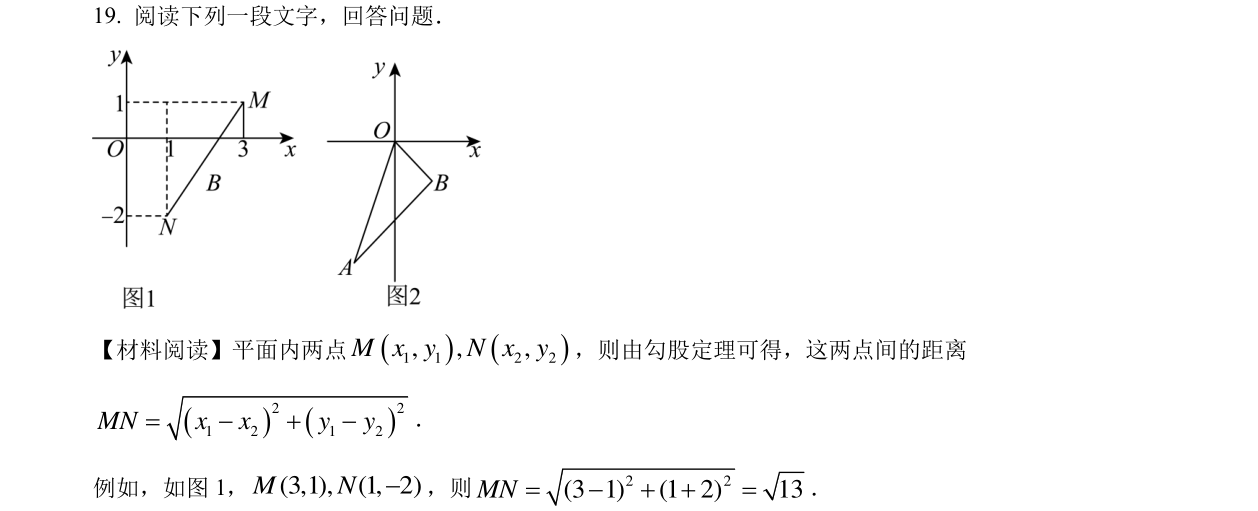 19. 阅读下列一段文字，回答问题．
y
1
M
O
1
3
x
B
–2
N
图1
y
O
x
B
A
图2
【材料阅读】平面内两点 M(x₁, y₁), N(x₂, y₂)，则由勾股定理可得，这两点间的距离
MN = √((x₁ − x₂)² + (y₁ − y₂)²)．
例如，如图 1， M(3,1), N(1,−2)，则 MN = √((3−1)² + (1+2)²) = √13．